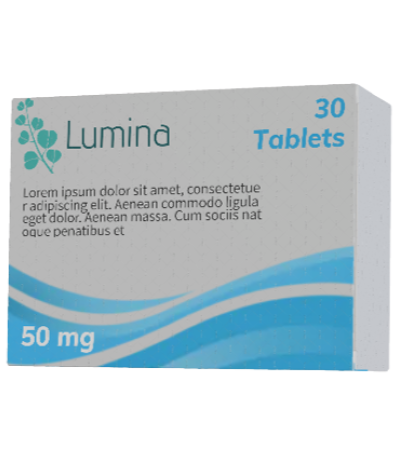 Lumina
30
Tablets
Lorem ipsum dolor sit amet, consectetue
r adipiscing elit. Aenean commodo ligula
eget dolor. Aenean massa. Cum sociis nat
oque penatibus et
50 mg